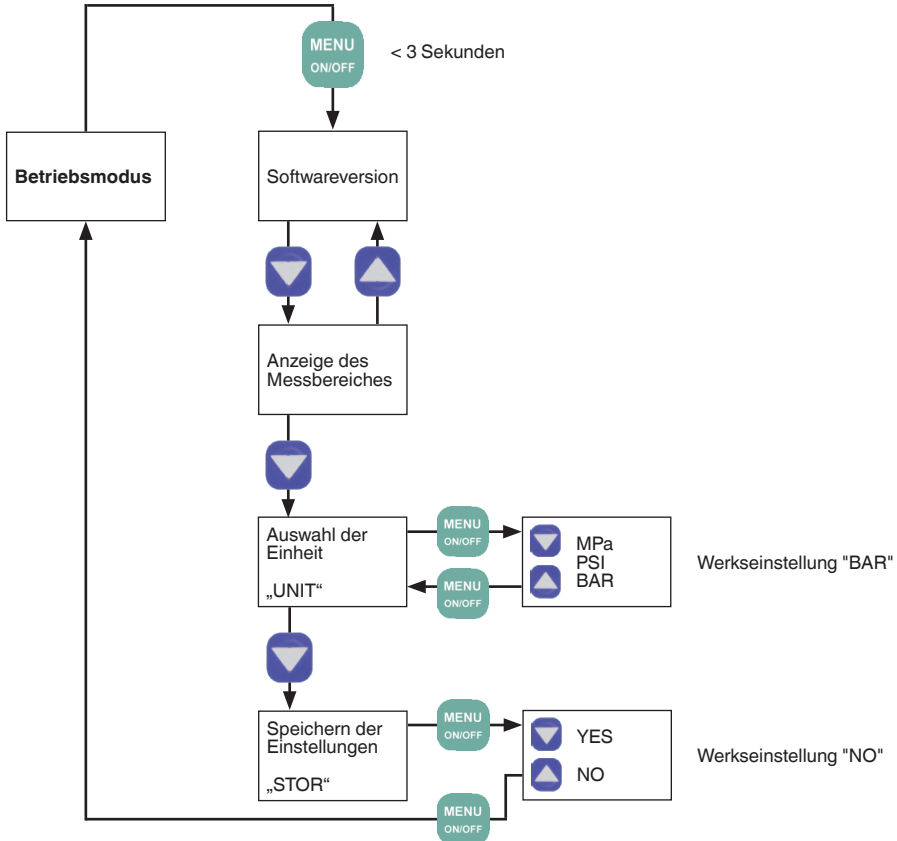 MENU
ON/OFF
< 3 Sekunden
Betriebsmodus
Softwareversion
Anzeige des
Messbereiches
Auswahl der
Einheit
„UNIT“
MENU
ON/OFF
MENU
ON/OFF
MPa
PSI
BAR
Werkseinstellung "BAR"
Speichern der
Einstellungen
„STOR“
MENU
ON/OFF
YES
NO
Werkseinstellung "NO"
MENU
ON/OFF